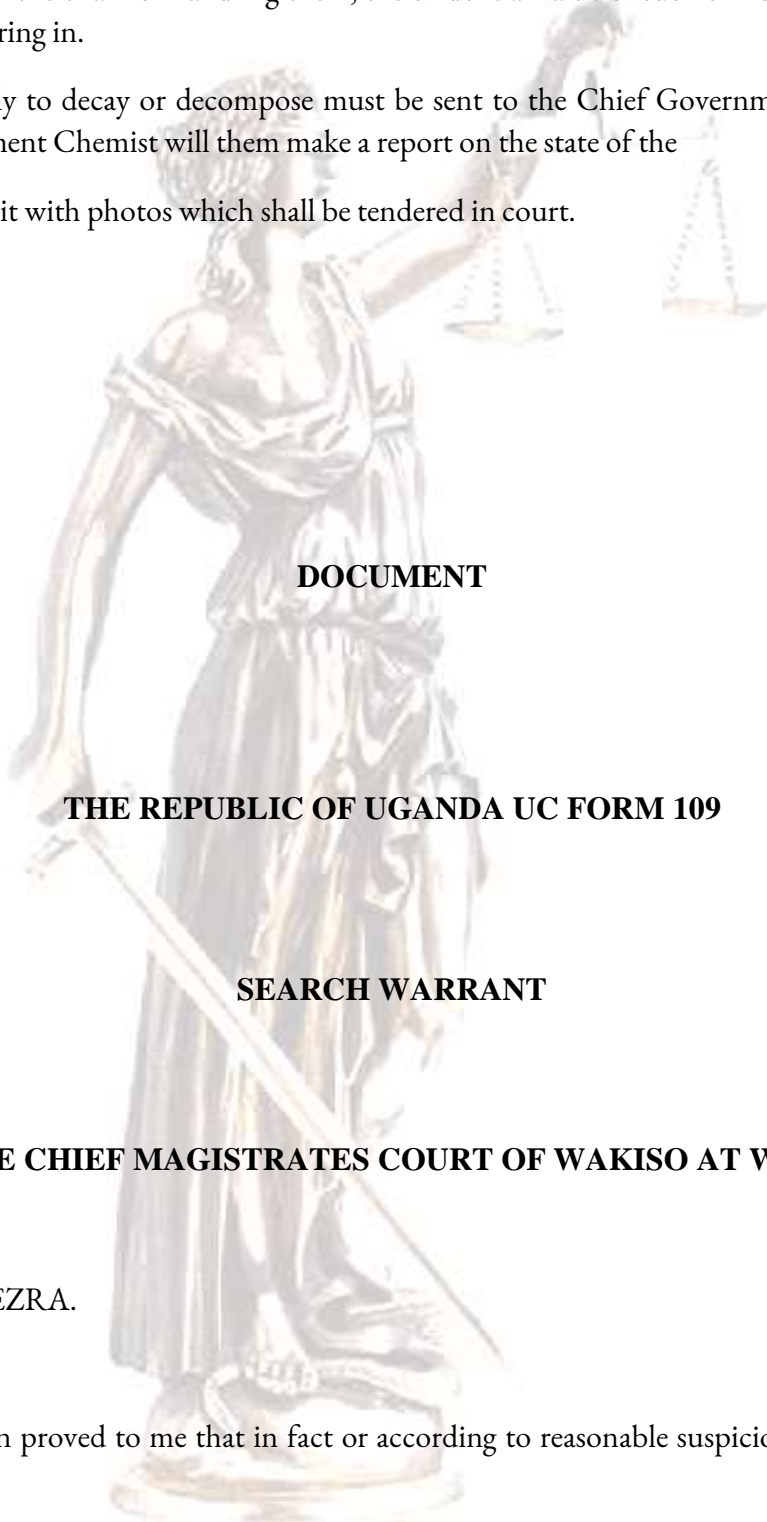 ring in.
ly to decay or decompose must be sent to the Chief Governm
ent Chemist will them make a report on the state of the
it with photos which shall be tendered in court.
DOCUMENT
THE REPUBLIC OF UGANDA UC FORM 109
SEARCH WARRANT
E CHIEF MAGISTRATES COURT OF WAKISO AT W
EZRA.
n proved to me that in fact or according to reasonable suspicio